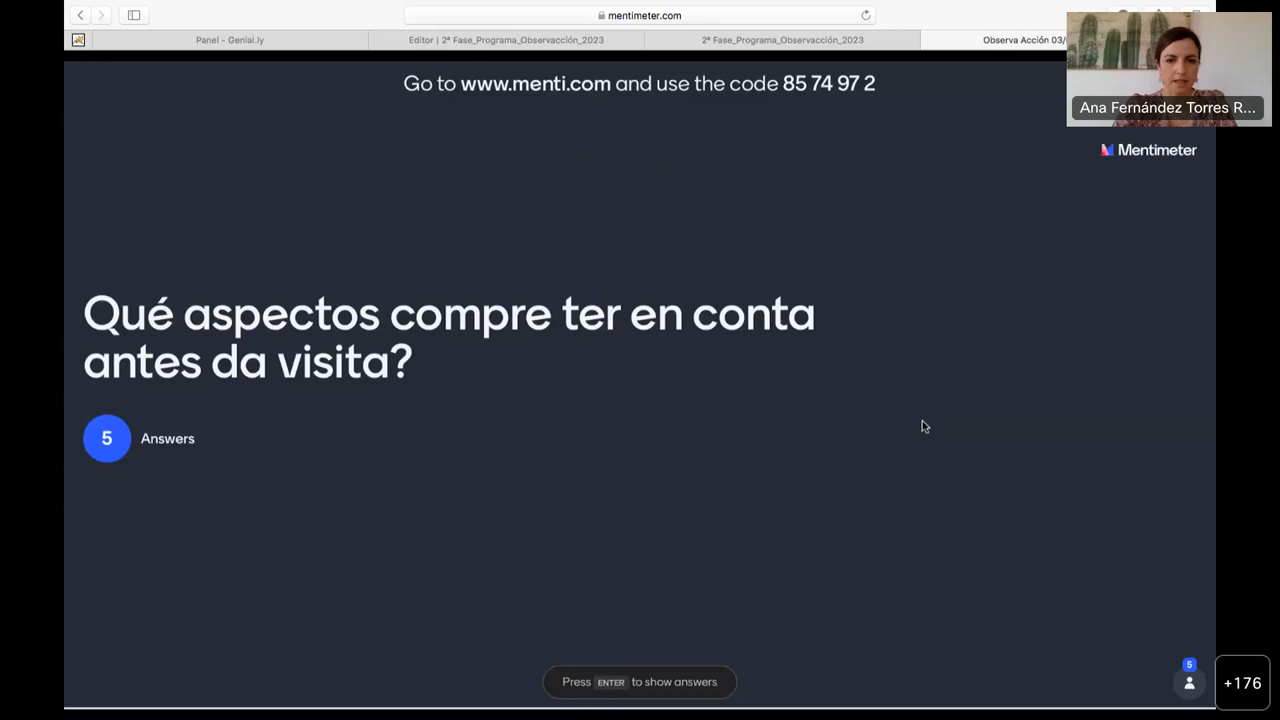 mentimeter.com
Panel - Genial.ly
Editor | 2ª Fase_Programa_Observacción_2023
2ª Fase_Programa_Observacción_2023
Observa Acción 03/
Go to www.menti.com and use the code 85 74 97 2
Ana Fernández Torres R...
Mentimeter
Qué aspectos compre ter en conta
antes da visita?
5 Answers
Press ENTER to show answers
5
+176